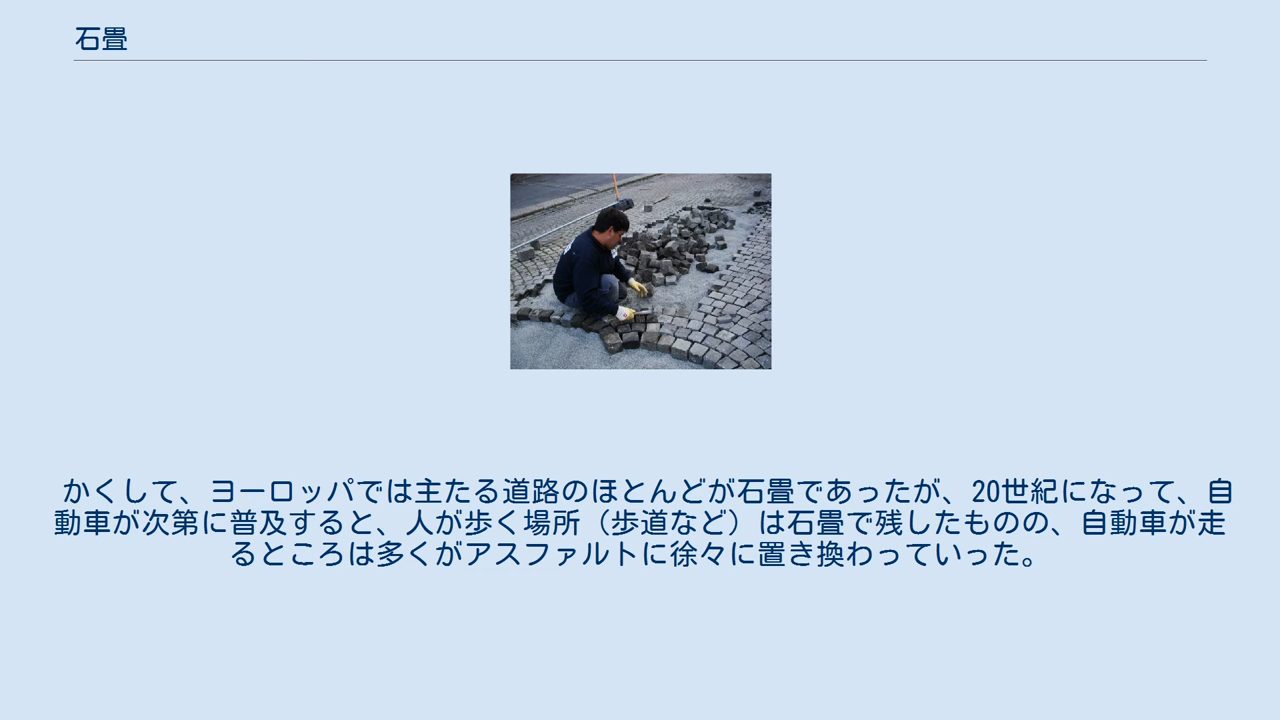 石畳
かくして、ヨーロッパでは主たる道路のほとんどが石畳であったが、20世紀になって、自
動車が次第に普及すると、人が歩く場所（歩道など）は石畳で残したものの、自動車が走
るところは多くがアスファルトに徐々に置き換わっていった。